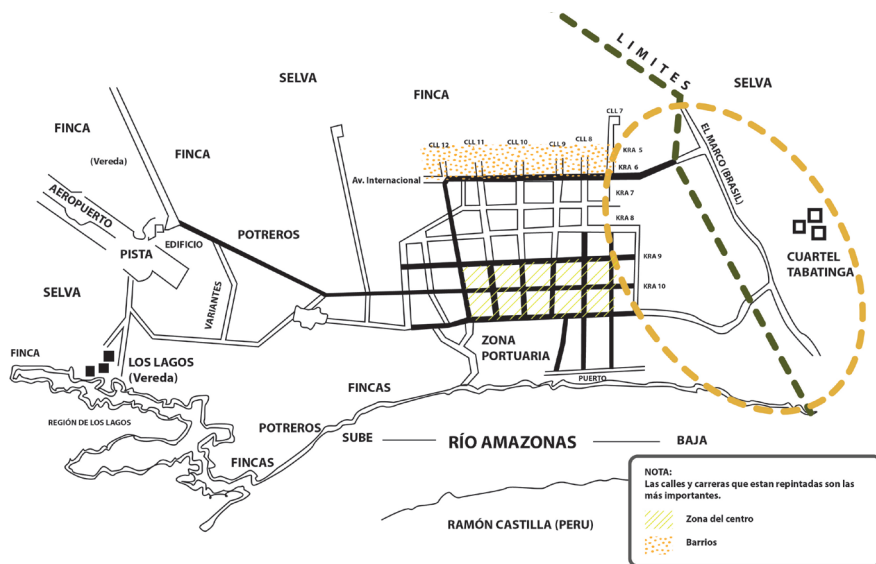 LIMITES
SELVA
SELVA
FINCA
FINCA
(Vereda)
FINCA
CLL 7
CLL 12
CLL 11
CLL 10
CLL 9
CLL 8
KRA 5
KRA 6
Av. Internacional
KRA 7
KRA 8
KRA 9
KRA 10
EL MARCO (BRASIL)
AEROPUERTO
PISTA
EDIFICIO
POTREROS
VARIANTES
CUARTEL
TABATINGA
SELVA
FINCA
LOS LAGOS
(Vereda)
ZONA
PORTUARIA
PUERTO
FINCAS
REGIÓN DE LOS LAGOS
POTREROS
FINCAS
SUBE
RÍO AMAZONAS
BAJA
RAMÓN CASTILLA (PERU)
NOTA:
Las calles y carreras que estan repintadas son las
más importantes.
Zona del centro
Barrios